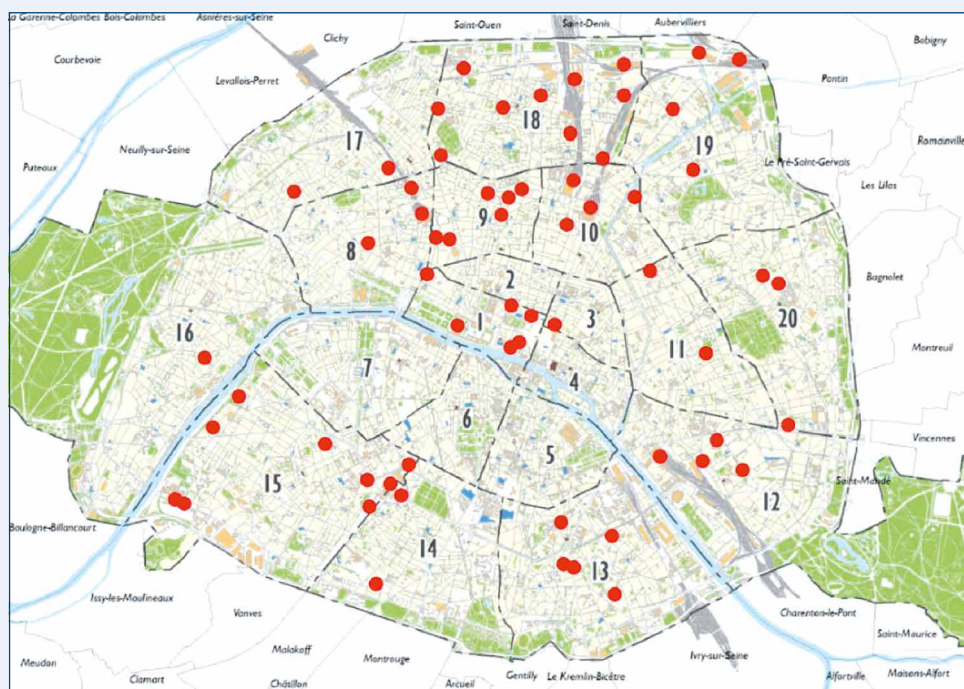 La Garenne-Colombes
Bois-Colombes
Asnières-sur-Seine
Saint-Ouen
Saint-Denis
Aubervilliers
Clichy
Bobigny
Courbevoie
Levallois-Perret
Pantin
18
17
19
Neuilly-sur-Seine
Romainville
Le Pré-Saint-Gervais
Puteaux
Les Lilas
9
10
8
Bagnolet
2
20
1
3
16
11
Montreuil
7
4
6
Vincennes
5
15
Saint-Mandé
12
Boulogne-Billancourt
14
13
Issy-les-Moulineaux
Vanves
Charenton-le-Pont
Saint-Maurice
Malakoff
Montrouge
Ivry-sur-Seine
Meudon
Clamart
Châtillon
Arcueil
Gentilly
Le Kremlin-Bicêtre
Alfortville
Maisons-Alfort